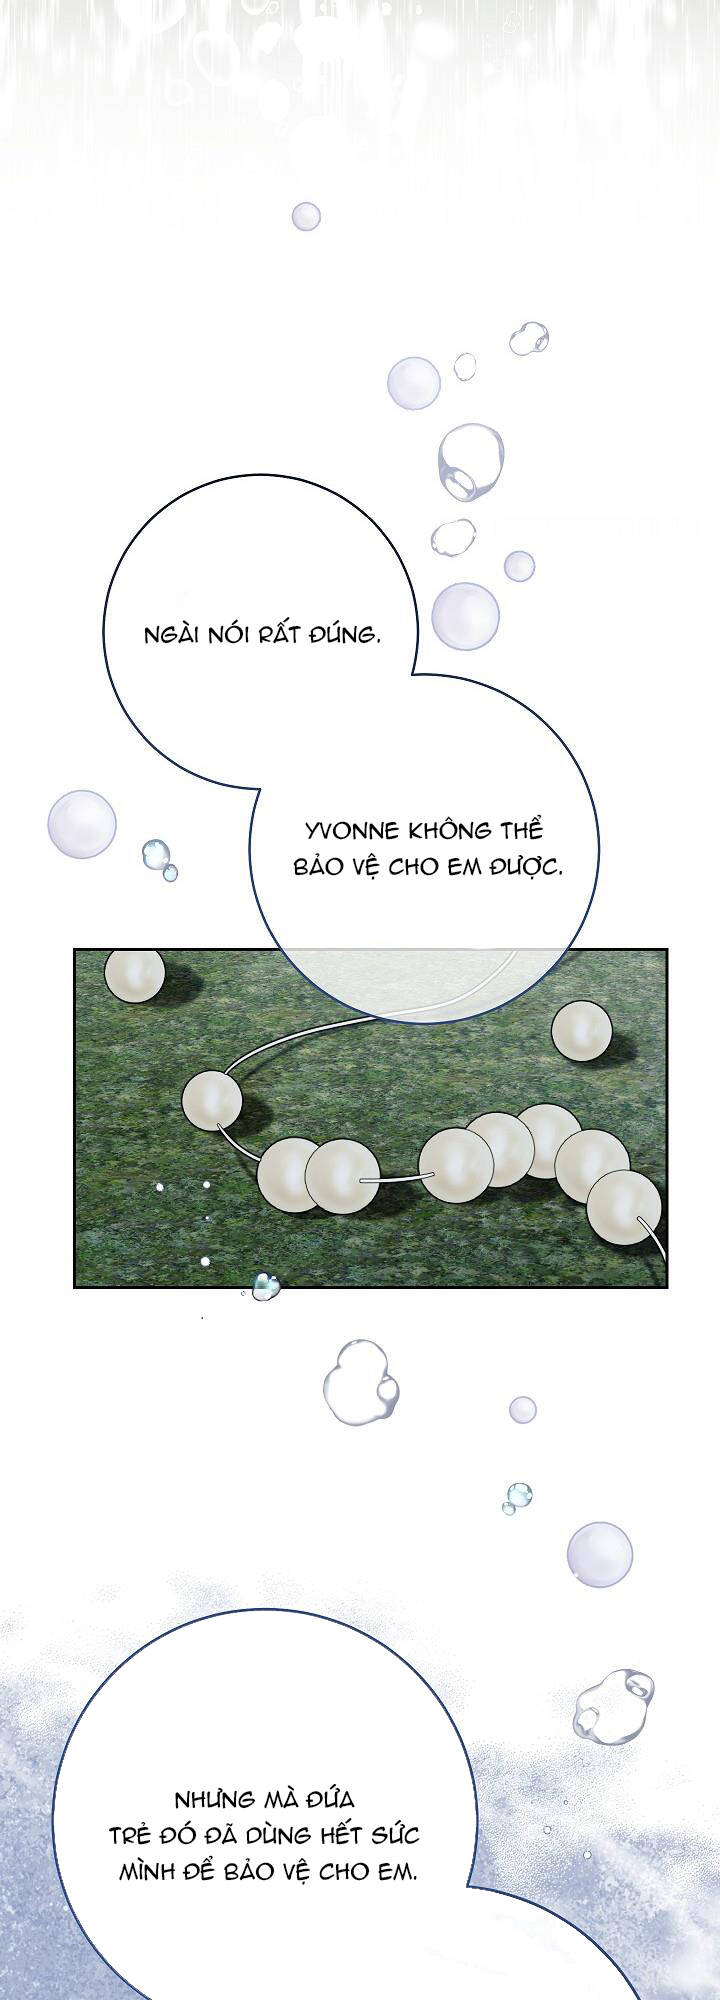 NGÀI NÓI RẤT ĐÚNG.
YVONNE KHÔNG THỂ
BẢO VỆ CHO EM ĐƯỢC.
NHƯNG MÀ ĐỨA
TRẺ ĐÓ ĐÃ DÙNG HẾT SỨC
MÌNH ĐỂ BẢO VỆ CHO EM.